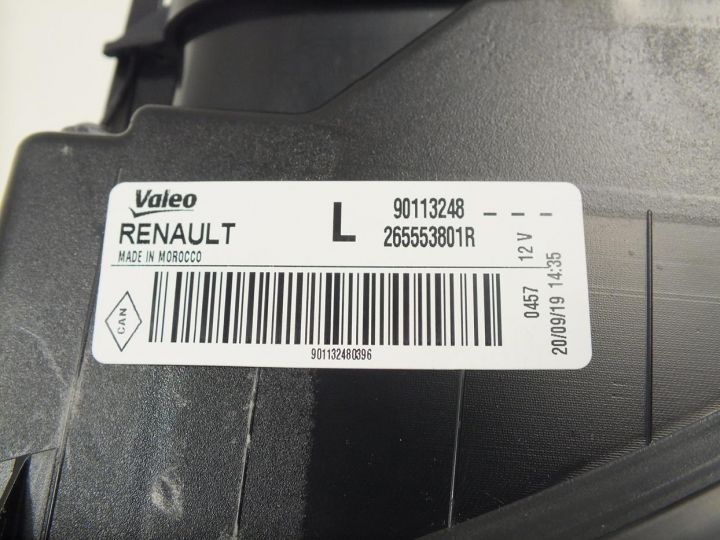 Valeo
RENAULT
MADE IN MOROCCO
L
90113248 - - -
265553801R
12 V
0457
20/09/19 14:35
CAN
901132480396